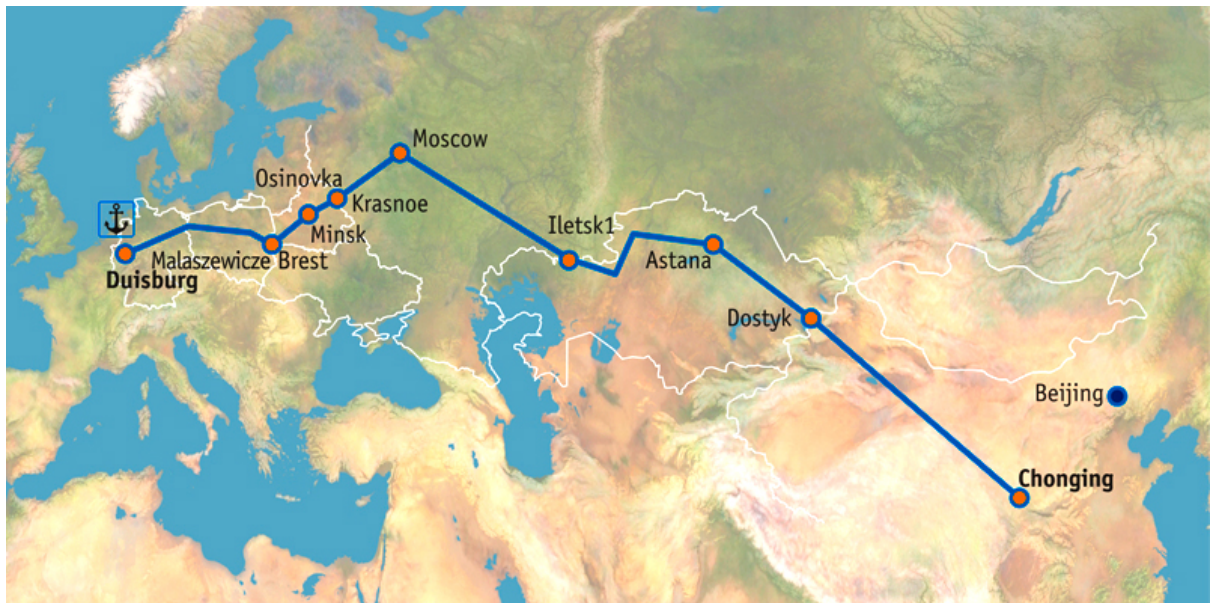 Moscow
Osinovka
Krasnoe
Iletsk1
Minsk
Astana
Malaszewicze Brest
Duisburg
Dostyk
Beijing
Chonging